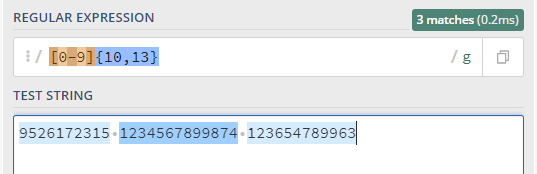 REGULAR EXPRESSION
3 matches (0.2ms)
⋮ / [0-9]{10,13} / g
TEST STRING
9526172315·1234567899874·123654789963